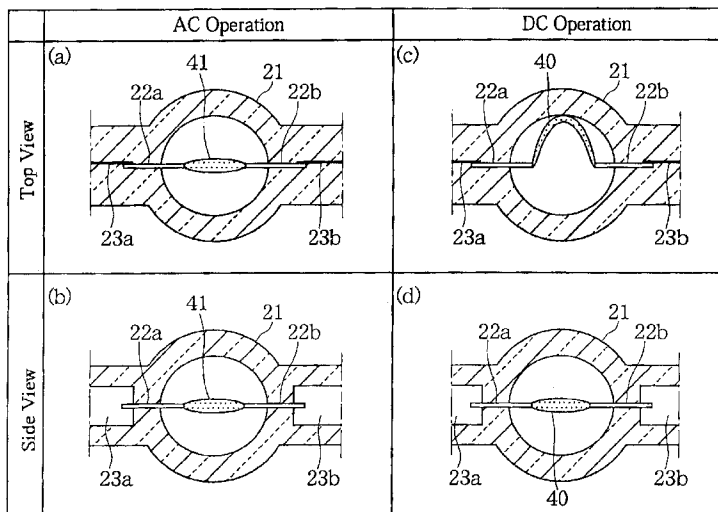 AC Operation
DC Operation
Top View
(a)
41
21
22a
22b
23a
23b
(c)
40
21
22a
22b
23a
23b
Side View
(b)
41
21
22a
22b
23a
23b
(d)
21
22a
22b
23a
23b
40